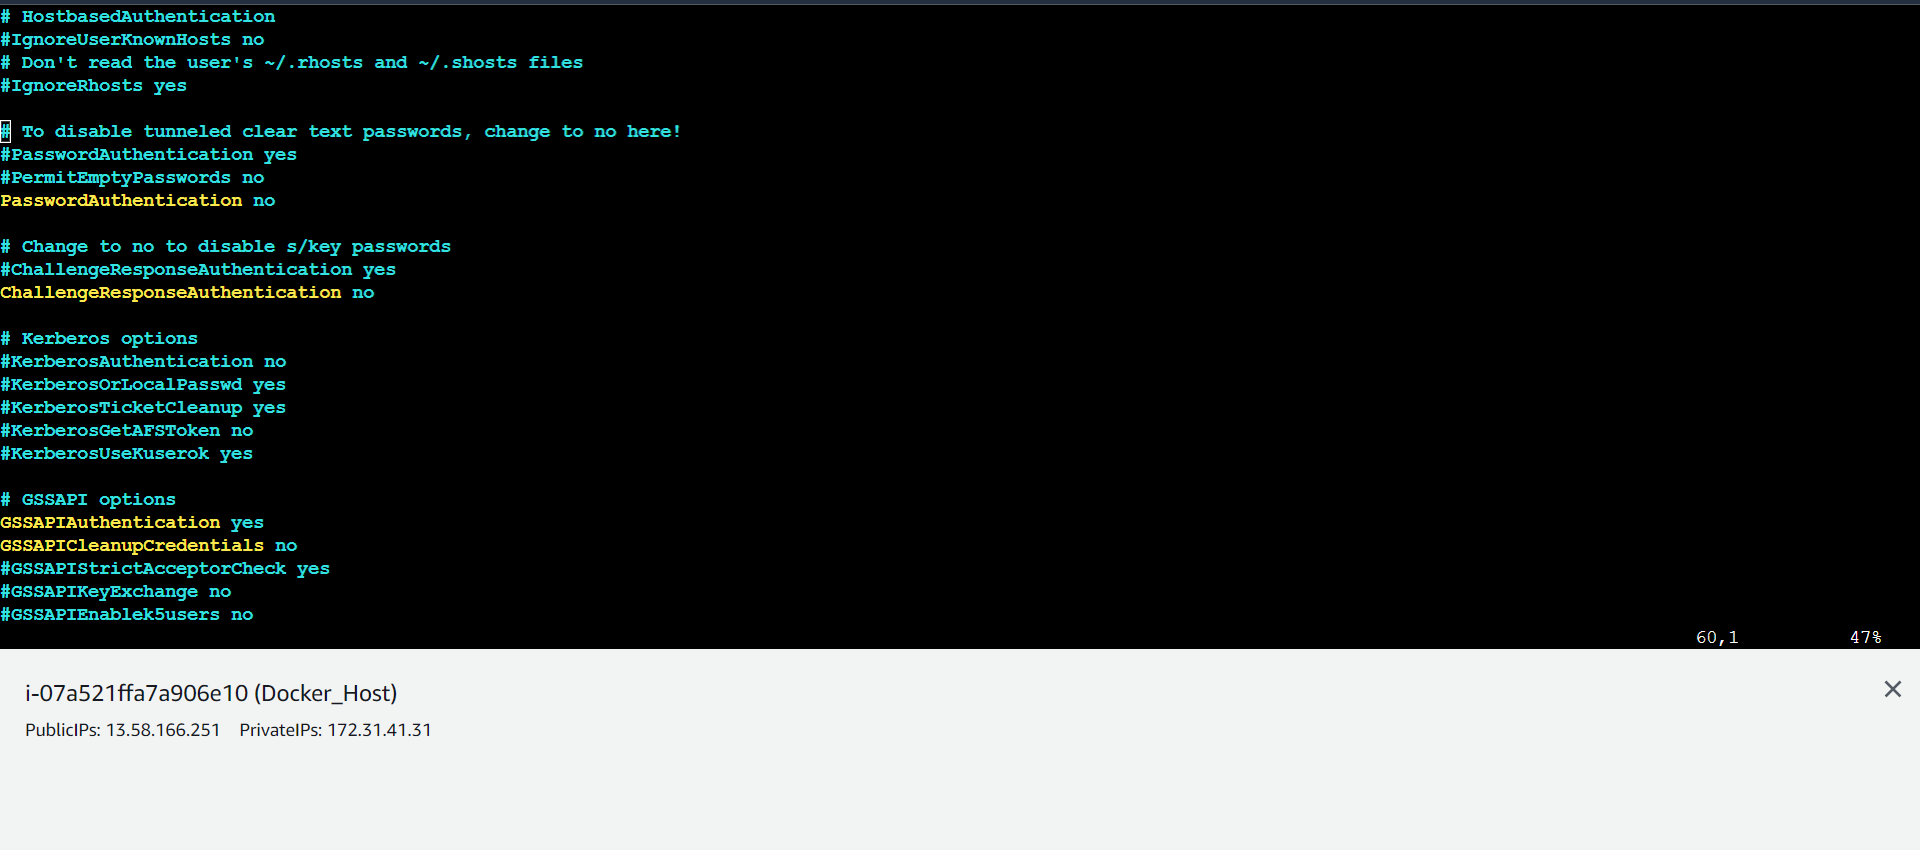 # HostbasedAuthentication
#IgnoreUserKnownHosts no
# Don't read the user's ~/.rhosts and ~/.shosts files
#IgnoreRhosts yes
# To disable tunneled clear text passwords, change to no here!
#PasswordAuthentication yes
#PermitEmptyPasswords no
PasswordAuthentication no
# Change to no to disable s/key passwords
#ChallengeResponseAuthentication yes
ChallengeResponseAuthentication no
# Kerberos options
#KerberosAuthentication no
#KerberosOrLocalPasswd yes
#KerberosTicketCleanup yes
#KerberosGetAFSToken no
#KerberosUseKuserok yes
# GSSAPI options
GSSAPIAuthentication yes
GSSAPICleanupCredentials no
#GSSAPIStrictAcceptorCheck yes
#GSSAPIKeyExchange no
#GSSAPIEnablek5users no
60,1 47%
i-07a521ffa7a906e10 (Docker_Host)
PublicIPs: 13.58.166.251 PrivateIPs: 172.31.41.31